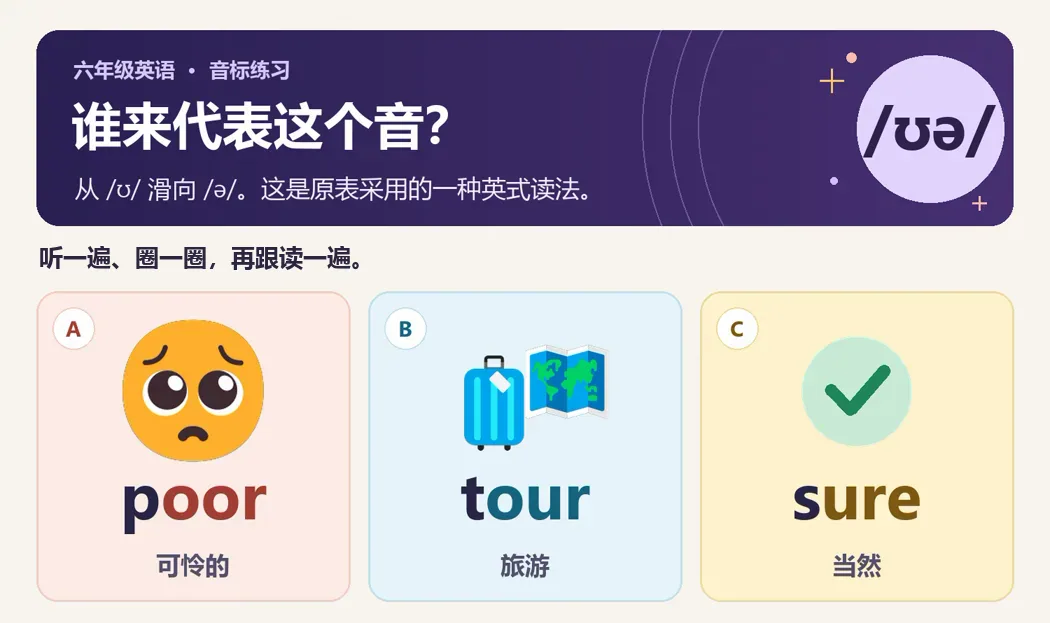 六年级英语 · 音标练习
谁来代表这个音？
从 /ʊ/ 滑向 /ə/。这是原表采用的一种英式读法。
/ʊə/
听一遍、圈一圈，再跟读一遍。
A
poor
可怜的
B
tour
旅游
C
sure
当然